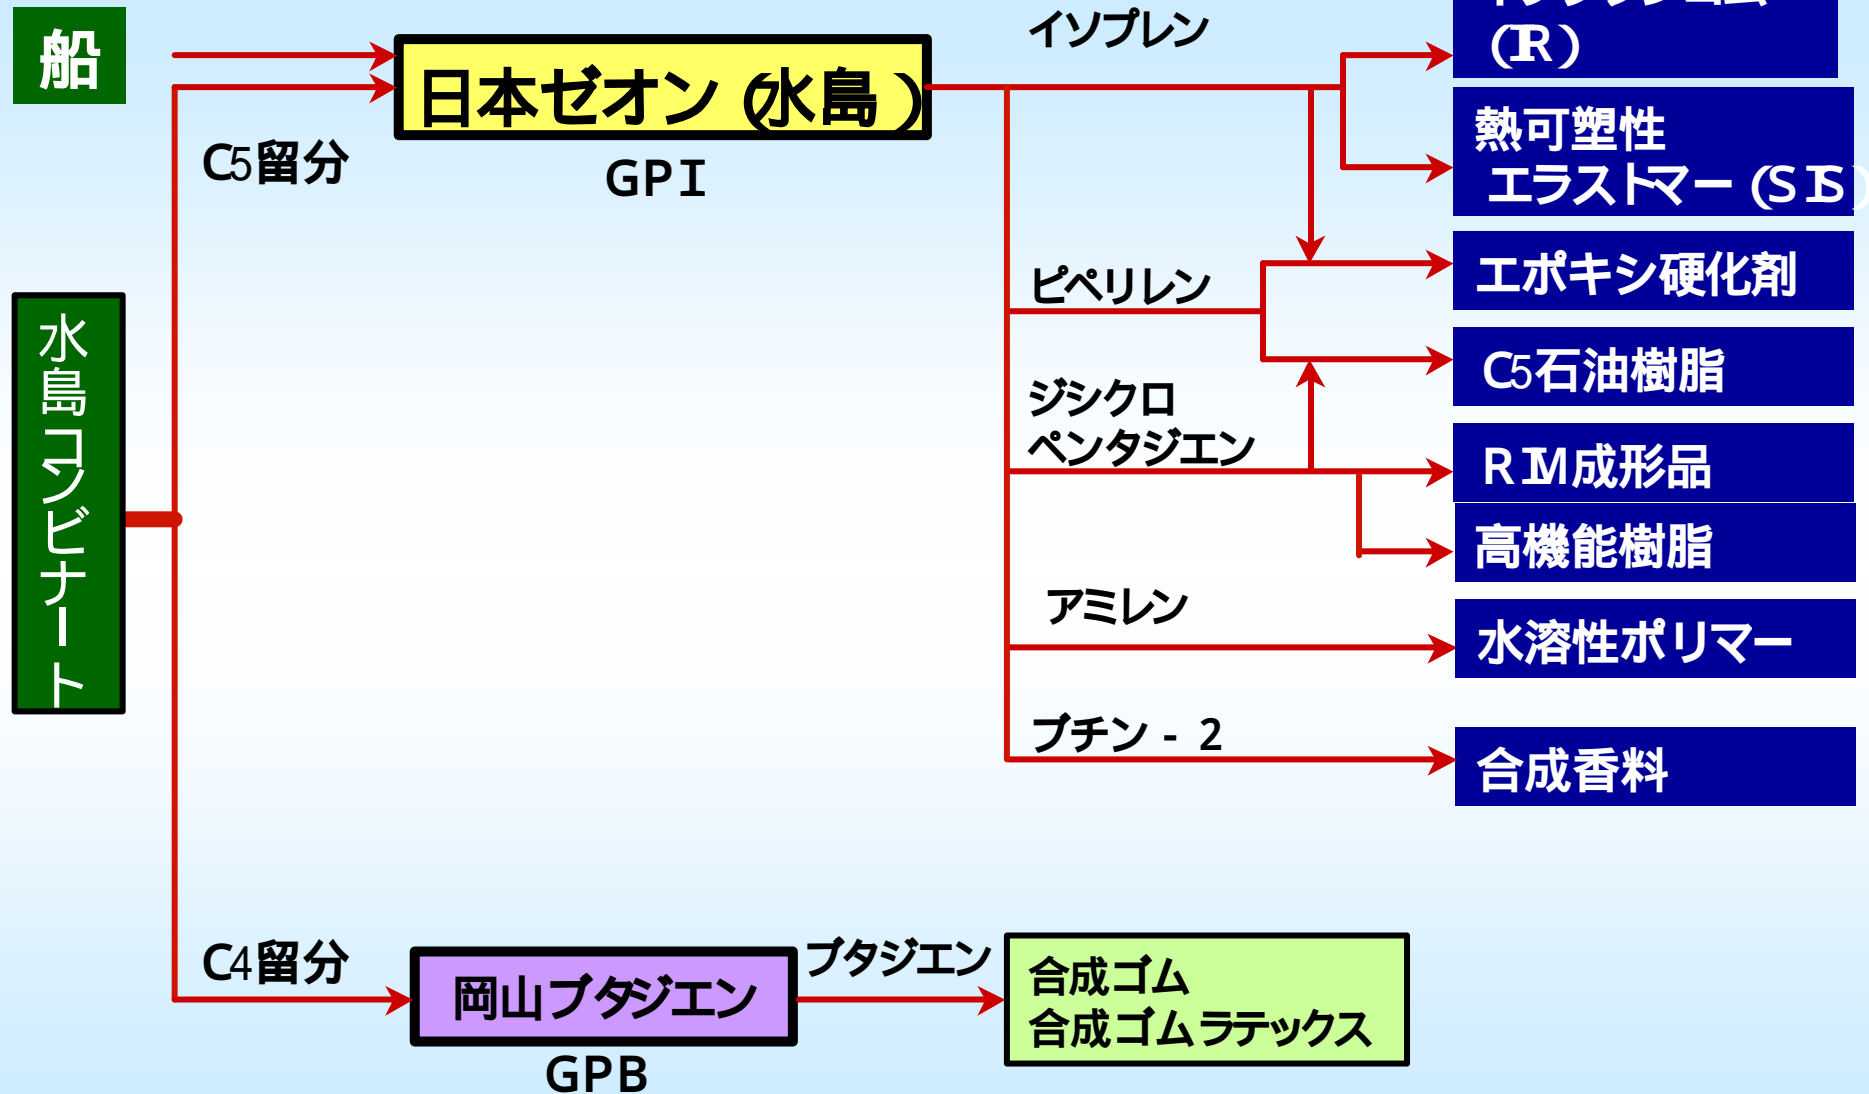 船
水島コンビナート
C5留分
日本ゼオン(水島)
GPI
イソプレン
(IR)
熱可塑性
エラストマー(SIS)
ピペリレン
エポキシ硬化剤
C5石油樹脂
ジシクロ
ペンタジエン
RIM成形品
高機能樹脂
アミレン
水溶性ポリマー
ブチン-2
合成香料
C4留分
岡山ブタジエン
GPB
ブタジエン
合成ゴム
合成ゴムラテックス